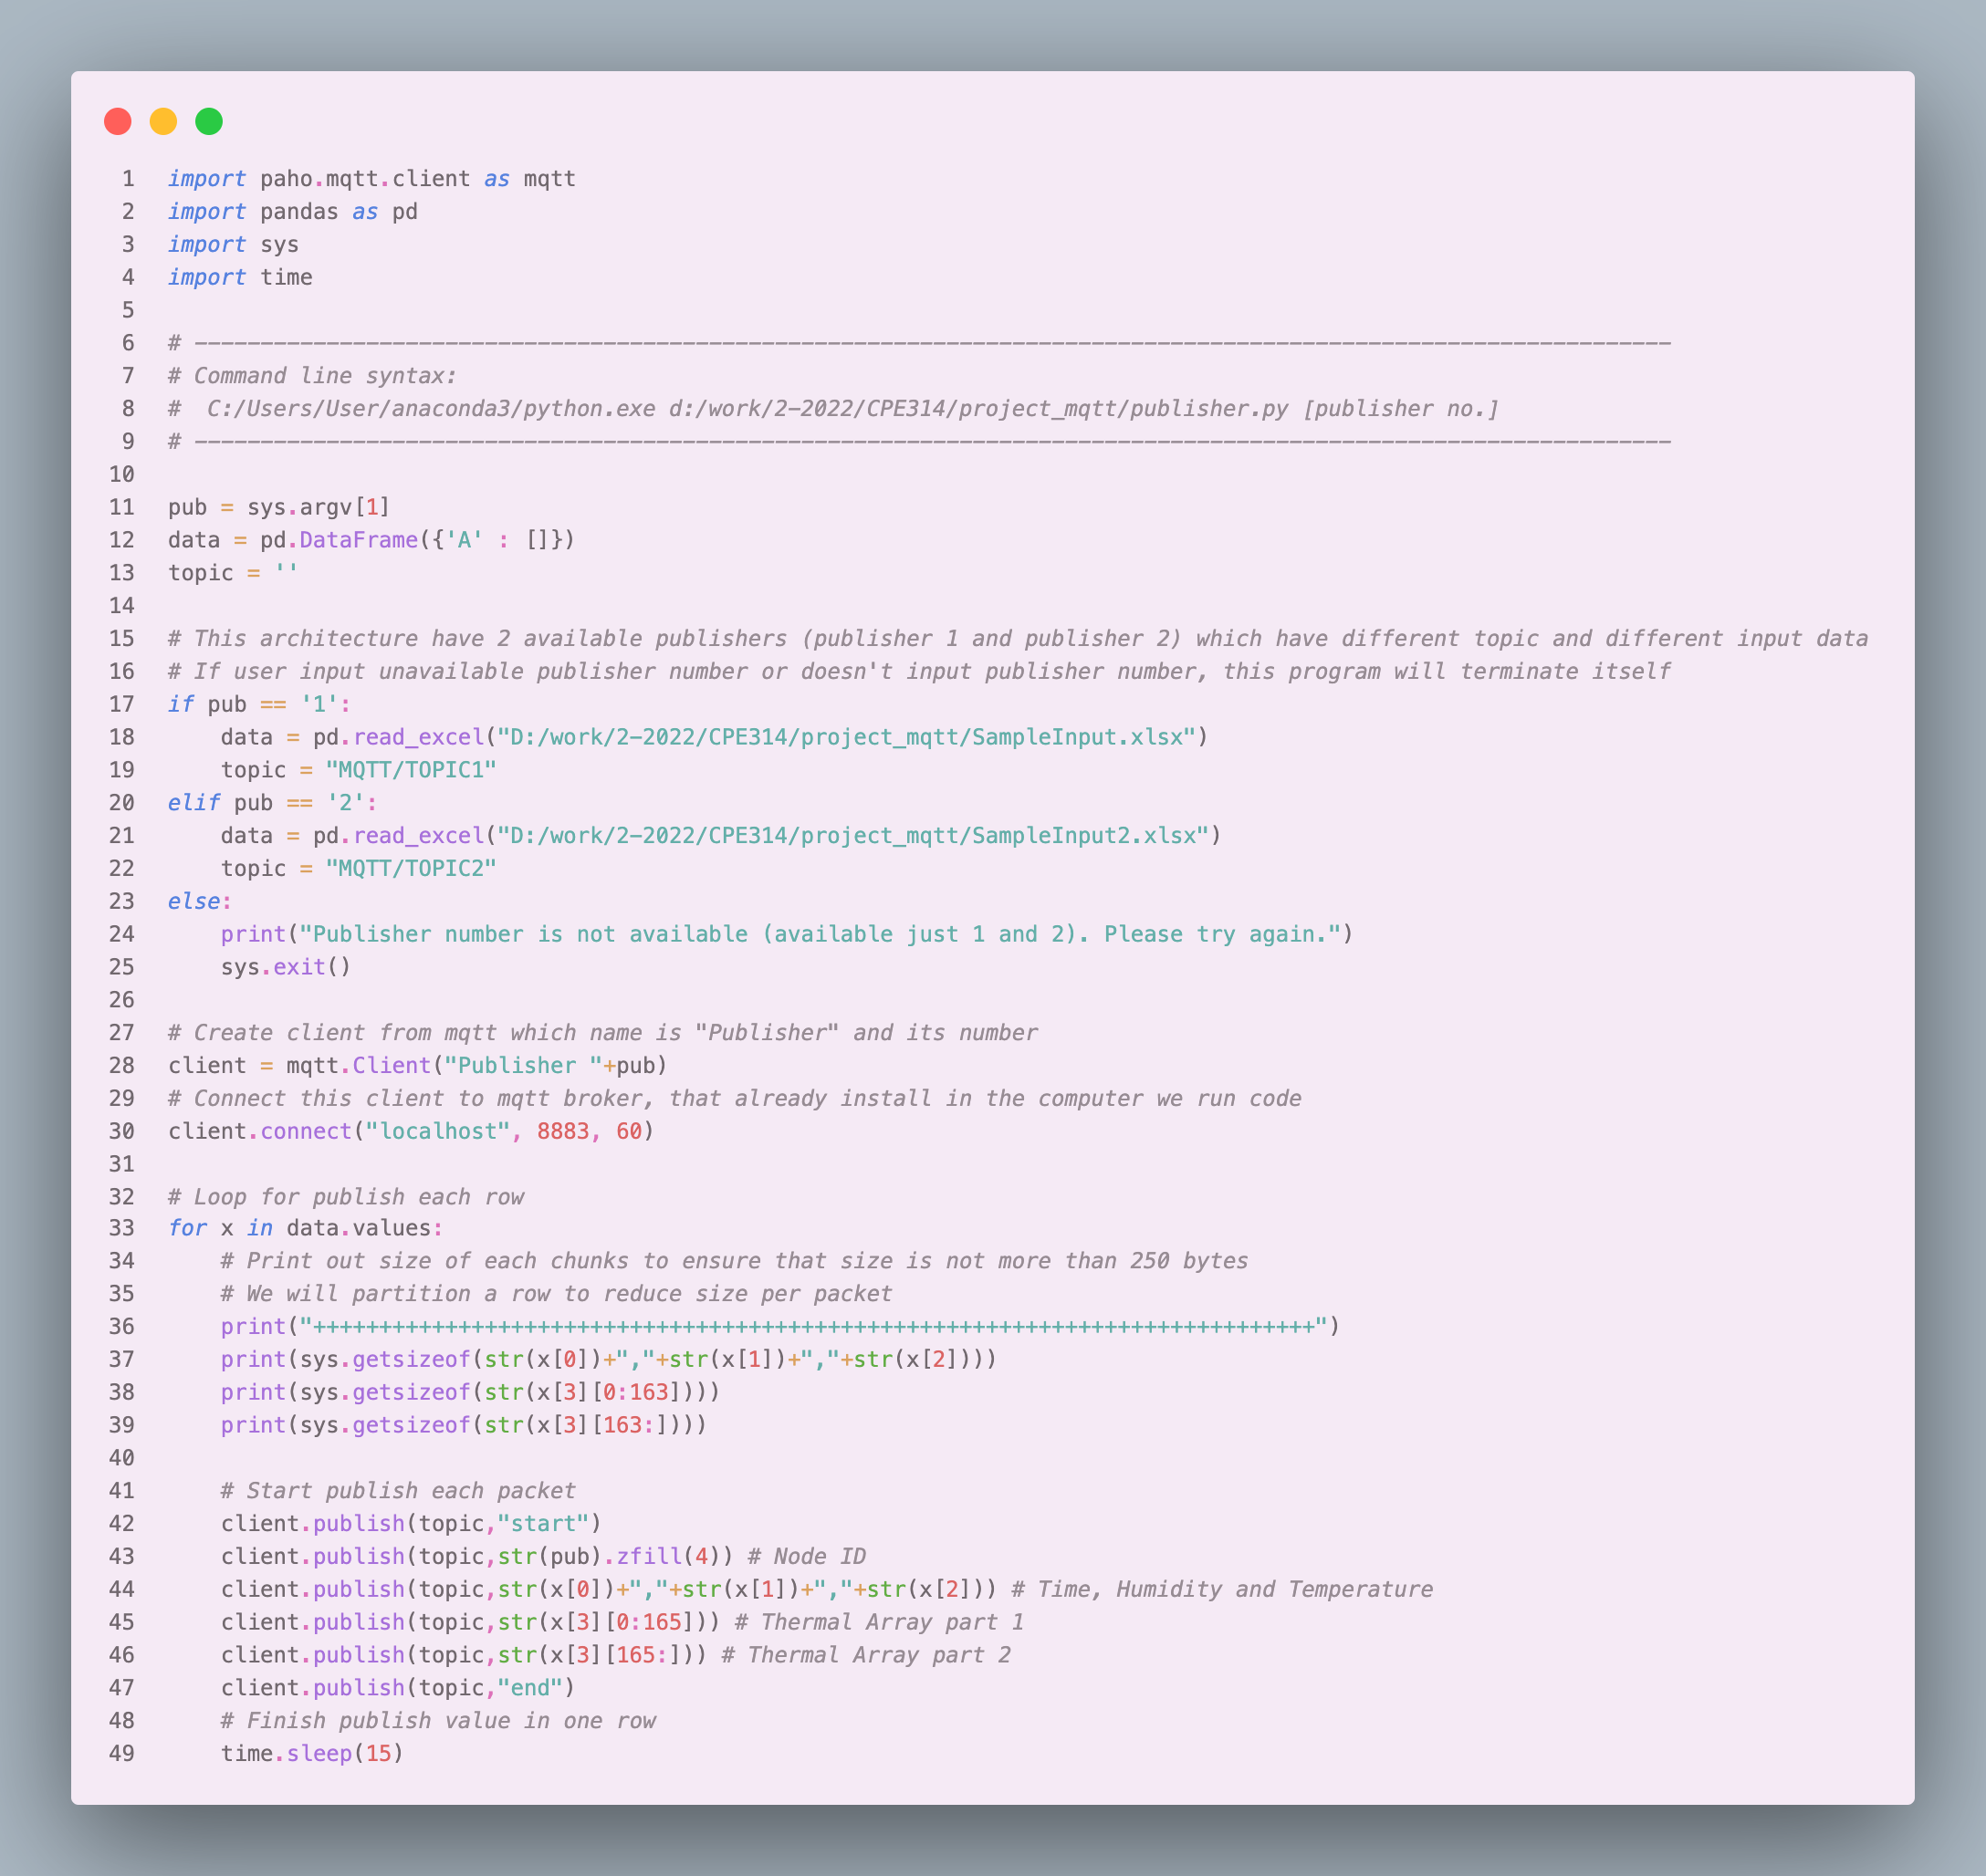 1 import paho.mqtt.client as mqtt
2 import pandas as pd
3 import sys
4 import time
5
6 # ----------------------------------------------------------------------------------------------------------------
7 # Command line syntax:
8 #  C:/Users/User/anaconda3/python.exe d:/work/2-2022/CPE314/project_mqtt/publisher.py [publisher no.]
9 # ----------------------------------------------------------------------------------------------------------------
10
11 pub = sys.argv[1]
12 data = pd.DataFrame({'A' : []})
13 topic = ''
14
15 # This architecture have 2 available publishers (publisher 1 and publisher 2) which have different topic and different input data
16 # If user input unavailable publisher number or doesn't input publisher number, this program will terminate itself
17 if pub == '1':
18     data = pd.read_excel("D:/work/2-2022/CPE314/project_mqtt/SampleInput.xlsx")
19     topic = "MQTT/TOPIC1"
20 elif pub == '2':
21     data = pd.read_excel("D:/work/2-2022/CPE314/project_mqtt/SampleInput2.xlsx")
22     topic = "MQTT/TOPIC2"
23 else:
24     print("Publisher number is not available (available just 1 and 2). Please try again.")
25     sys.exit()
26
27 # Create client from mqtt which name is "Publisher" and its number
28 client = mqtt.Client("Publisher "+pub)
29 # Connect this client to mqtt broker, that already install in the computer we run code
30 client.connect("localhost", 8883, 60)
31
32 # Loop for publish each row
33 for x in data.values:
34     # Print out size of each chunks to ensure that size is not more than 250 bytes
35     # We will partition a row to reduce size per packet
36     print("++++++++++++++++++++++++++++++++++++++++++++++++++++++++++++++++++++++++++++")
37     print(sys.getsizeof(str(x[0])+","+str(x[1])+","+str(x[2])))
38     print(sys.getsizeof(str(x[3][0:163])))
39     print(sys.getsizeof(str(x[3][163:])))
40
41     # Start publish each packet
42     client.publish(topic,"start")
43     client.publish(topic,str(pub).zfill(4)) # Node ID
44     client.publish(topic,str(x[0])+","+str(x[1])+","+str(x[2])) # Time, Humidity and Temperature
45     client.publish(topic,str(x[3][0:165])) # Thermal Array part 1
46     client.publish(topic,str(x[3][165:])) # Thermal Array part 2
47     client.publish(topic,"end")
48     # Finish publish value in one row
49     time.sleep(15)